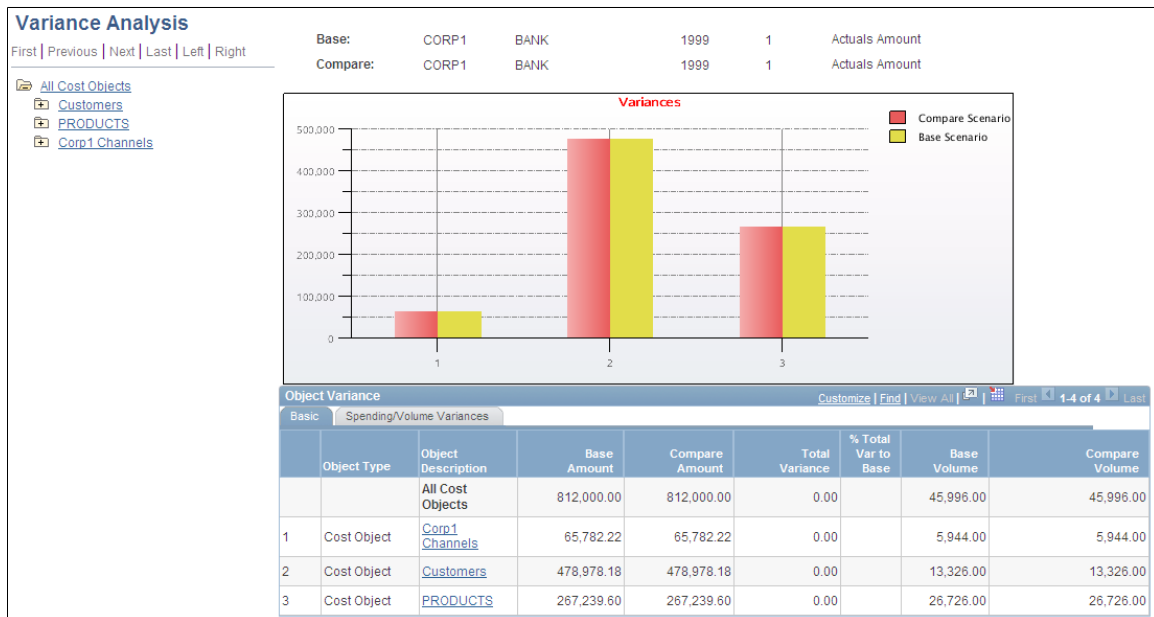 Variance Analysis
First | Previous | Next | Last | Left | Right
All Cost Objects
Customers
PRODUCTS
Corp1 Channels
Base: CORP1 BANK 1999 1 Actuals Amount
Compare: CORP1 BANK 1999 1 Actuals Amount
Variances
Compare Scenario
Base Scenario
500,000
400,000
300,000
200,000
100,000
0
1 2 3
Object Variance Customize | Find | View All | First 1-4 of 4 Last
Basic Spending/Volume Variances
Object Type Object Description Base Amount Compare Amount Total Variance % Total Var to Base Base Volume Compare Volume
All Cost Objects 812,000.00 812,000.00 0.00 45,996.00 45,996.00
1 Cost Object Corp1 Channels 65,782.22 65,782.22 0.00 5,944.00 5,944.00
2 Cost Object Customers 478,978.18 478,978.18 0.00 13,326.00 13,326.00
3 Cost Object PRODUCTS 267,239.60 267,239.60 0.00 26,726.00 26,726.00